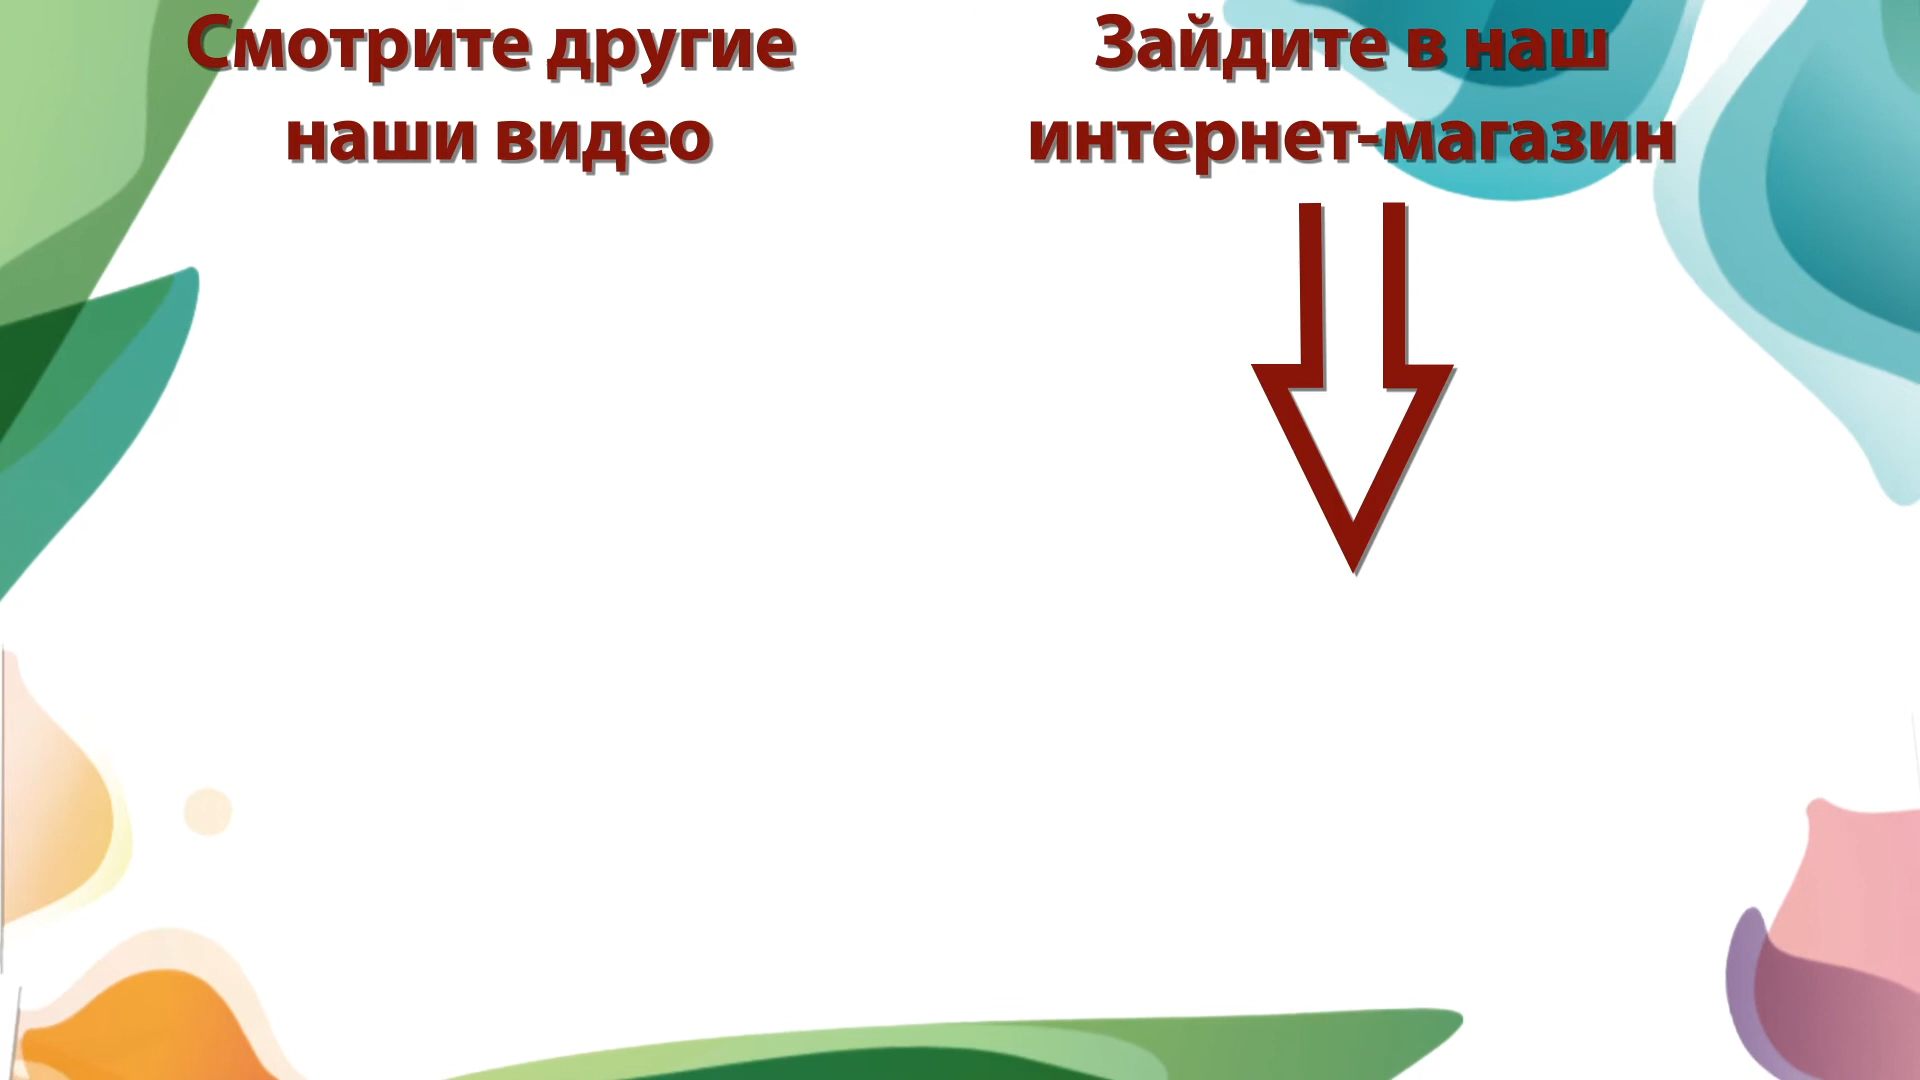 Смотрите другие
наши видео
Зайдите в наш
интернет-магазин